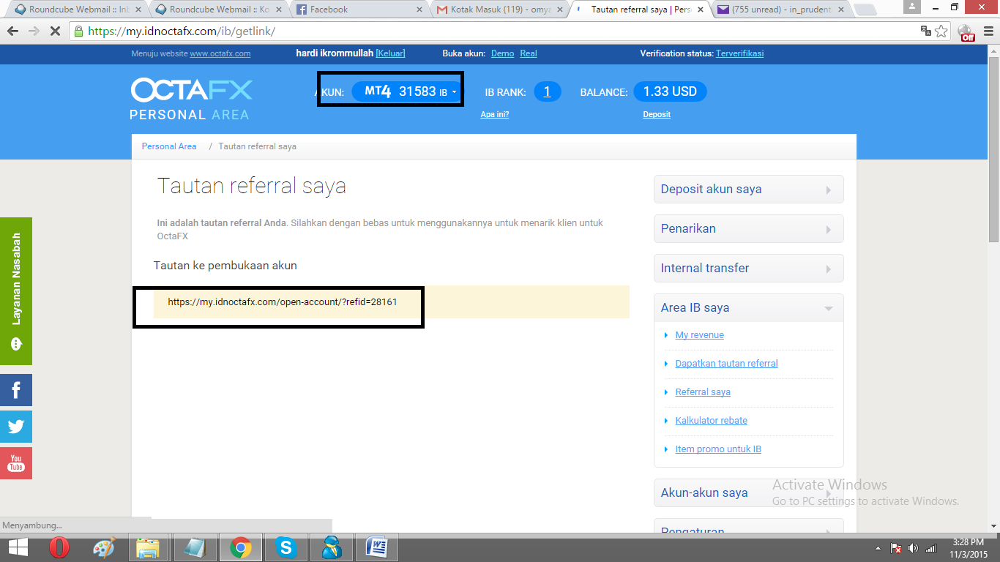 Roundcube Webmail :: Inb
Roundcube Webmail :: Ko
Facebook
Kotak Masuk (119) - omya
Tautan referral saya | Pers
(755 unread) - in_prudenti
https://my.idnoctafx.com/ib/getlink/
Off
Menuju website www.octafx.com
hardi ikrommullah [Keluar]
Buka akun: Demo Real
Verification status: Terverifikasi
OCTAFX
PERSONAL AREA
AKUN: MT4 31583 IB
IB RANK: 1
BALANCE: 1.33 USD
Apa ini?
Deposit
Personal Area / Tautan referral saya
Tautan referral saya
Ini adalah tautan referral Anda. Silahkan dengan bebas untuk menggunakannya untuk menarik klien untuk
OctaFX
Tautan ke pembukaan akun
https://my.idnoctafx.com/open-account/?refid=28161
Deposit akun saya
Penarikan
Internal transfer
Area IB saya
My revenue
Dapatkan tautan referral
Referral saya
Kalkulator rebate
Item promo untuk IB
Akun-akun saya
Pengaturan
Layanan Nasabah
You
Tube
Activate Windows
Go to PC settings to activate Windows.
Menyambung...
3:28 PM
11/3/2015